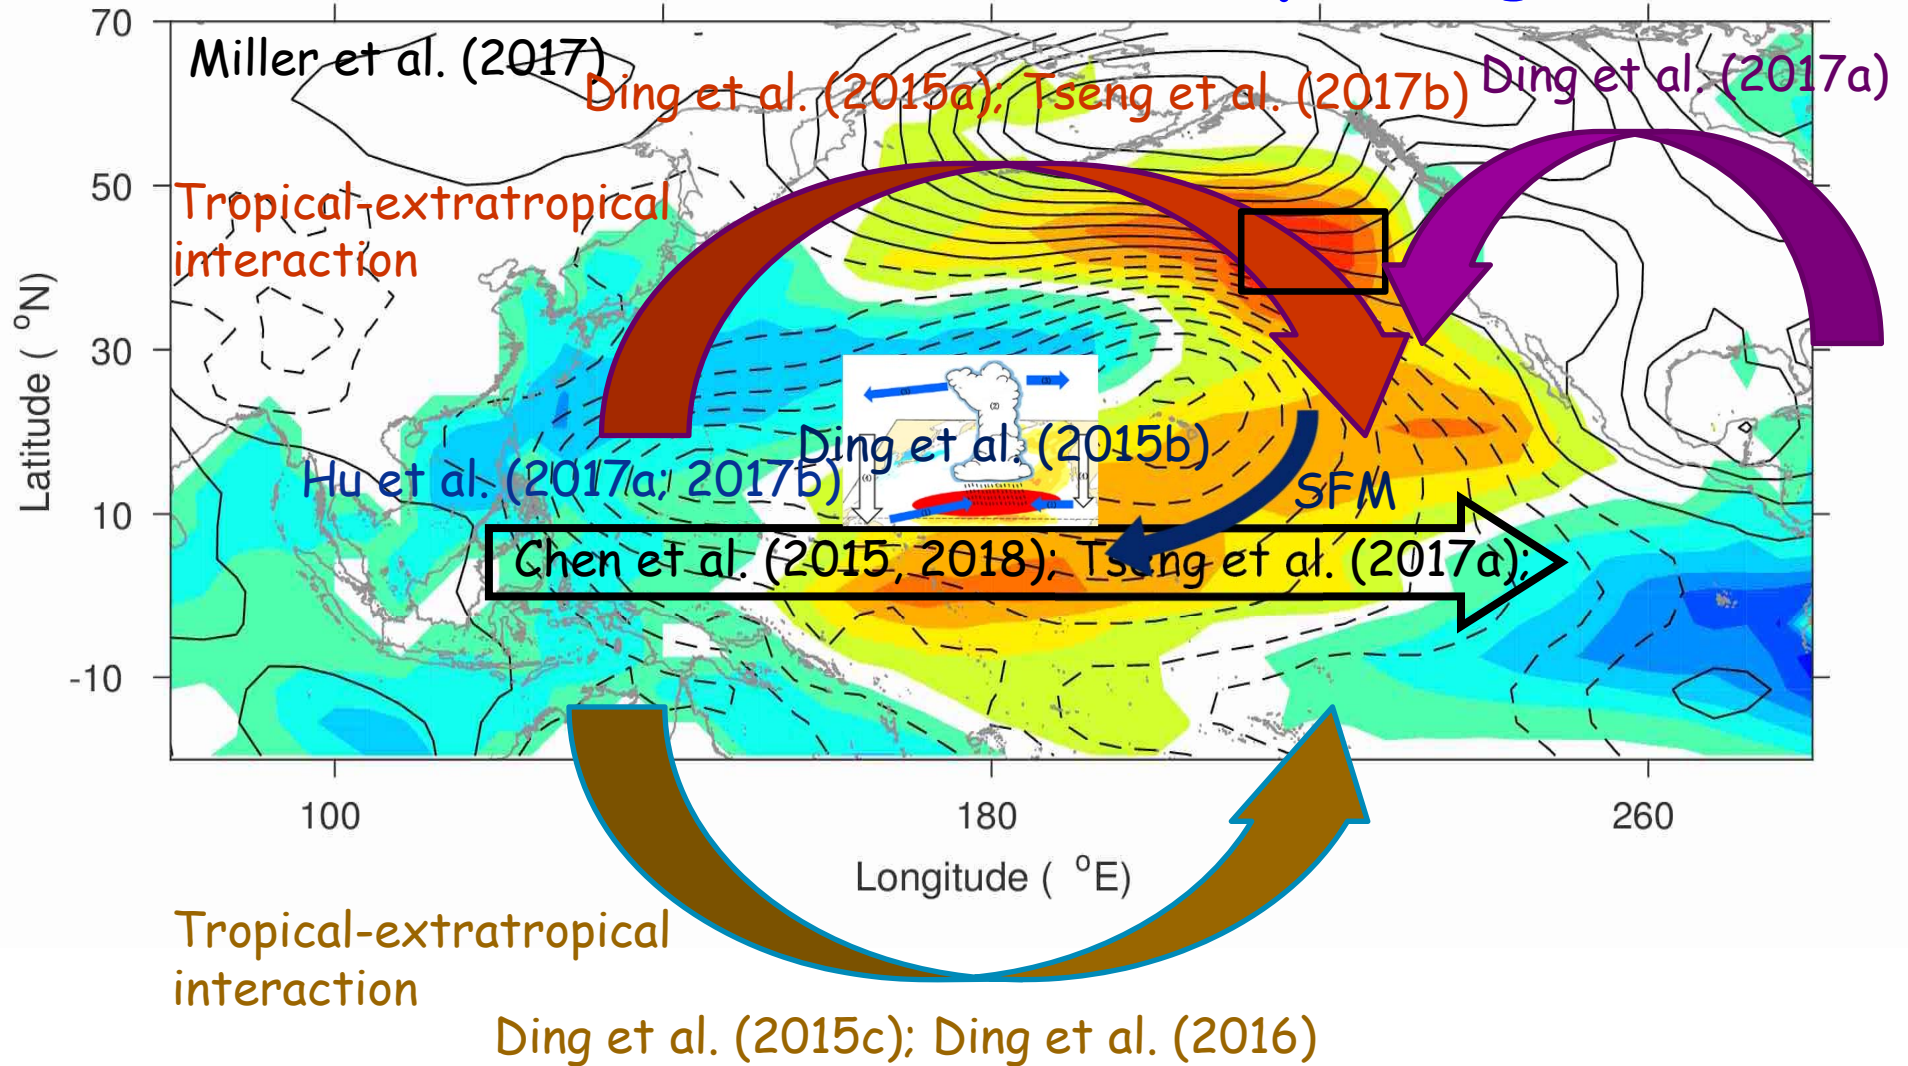 70
Miller et al. (2017)
Ding et al. (2015a); Tseng et al. (2017b)
Ding et al. (2017a)
50
Tropical-extratropical
interaction
30
Latitude ( °N)
Ding et al. (2015b)
Hu et al. (2017a; 2017b)
SFM
10
Chen et al. (2015, 2018); Tseng et al. (2017a);
-10
100
180
260
Longitude ( °E)
Tropical-extratropical
interaction
Ding et al. (2015c); Ding et al. (2016)